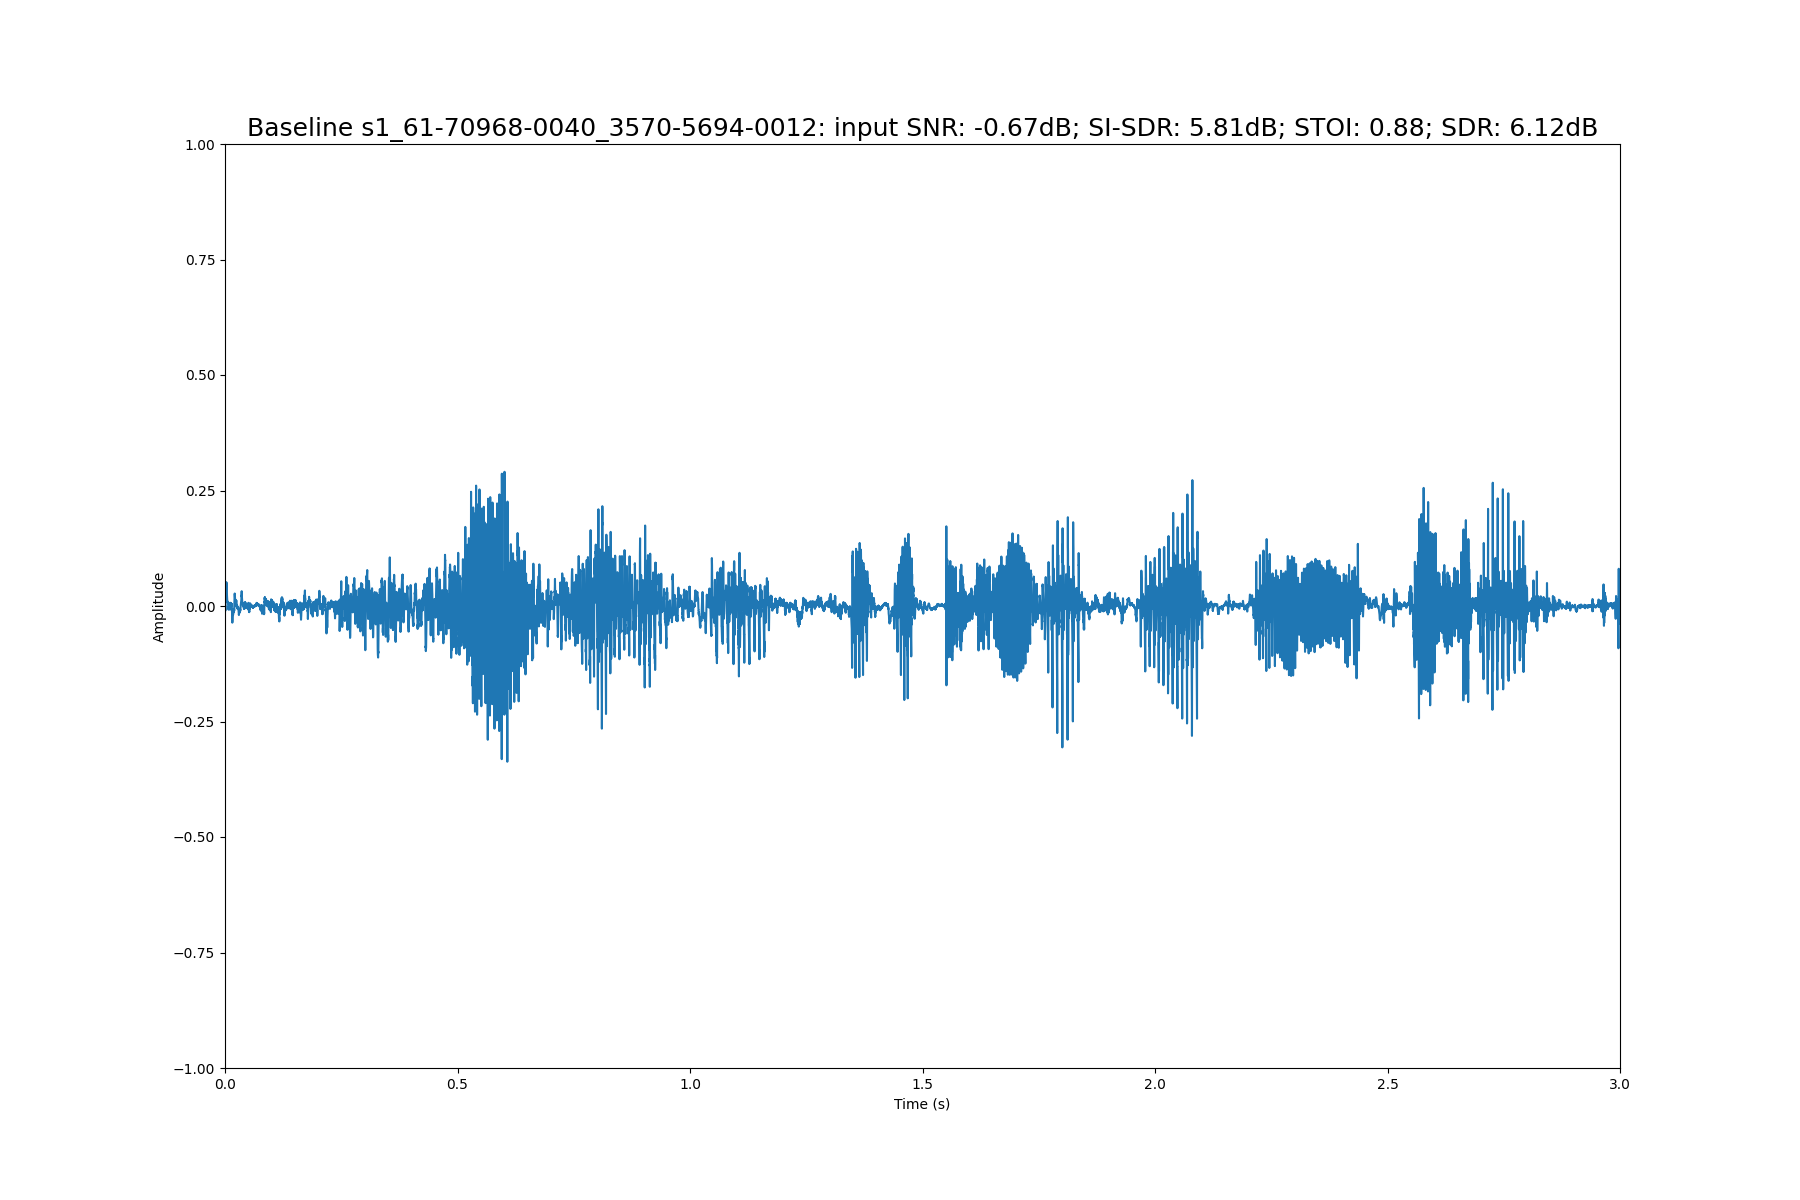 Baseline s1_61-70968-0040_3570-5694-0012: input SNR: -0.67dB; SI-SDR: 5.81dB; STOI: 0.88; SDR: 6.12dB
1.00
0.75
0.50
0.25
0.00
−0.25
−0.50
−0.75
−1.00
Amplitude
0.0 0.5 1.0 1.5 2.0 2.5 3.0
Time (s)